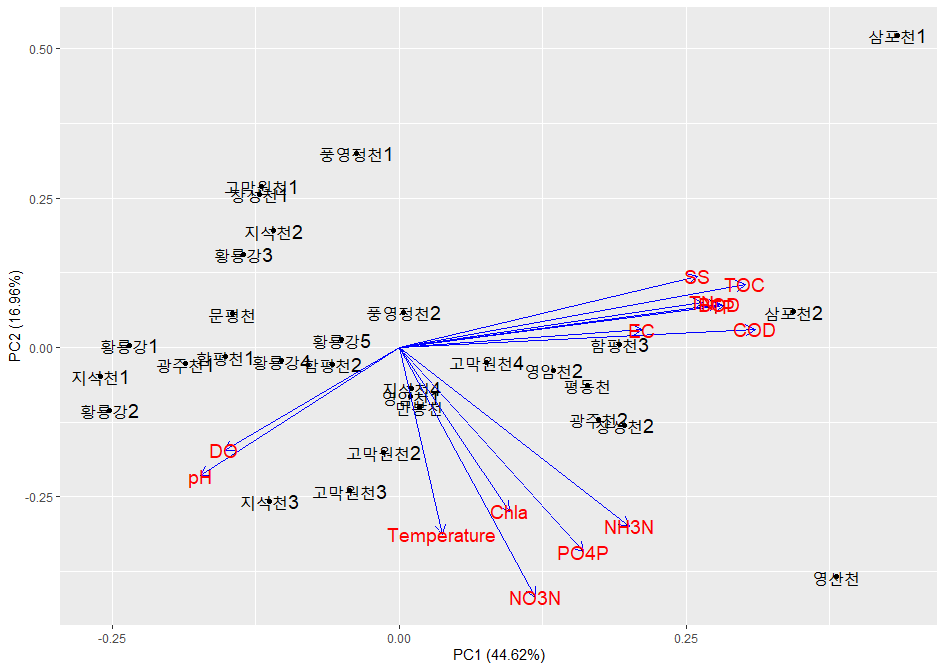 PC2 (16.96%)
0.50
0.25
0.00
-0.25
삼포천1
풍영정천1
고막원천1
장성천1
지석천2
황룡강3
문평천
풍영정천2
황룡강5
황룡강1
광주천1
함평천1
황룡강4
함평천2
지석천1
황룡강2
SS
TOC
COD
EC
삼포천2
함평천3
고막원천4
영암천2
평동천
지석천4
영암천1
광주천2
장성천2
DO
pH
고막원천2
고막원천3
지석천3
Temperature
Chla
NH3N
PO4P
NO3N
영산천
-0.25
0.00
0.25
PC1 (44.62%)